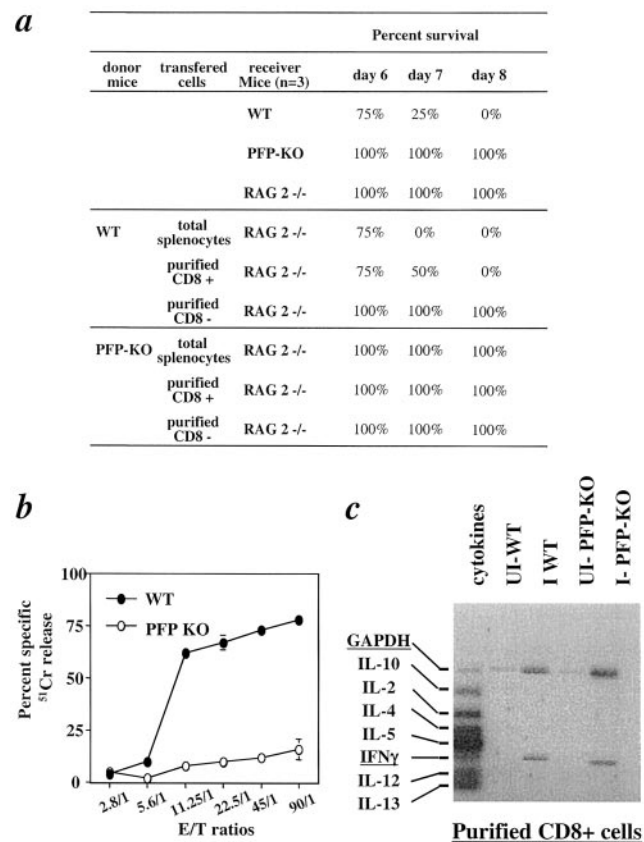 a
Percent survival
donor mice transfered cells receiver Mice (n=3) day 6 day 7 day 8
WT 75% 25% 0%
PFP-KO 100% 100% 100%
RAG 2 -/- 100% 100% 100%
WT total splenocytes RAG 2 -/- 75% 0% 0%
purified CD8 + RAG 2 -/- 75% 50% 0%
purified CD8 - RAG 2 -/- 100% 100% 100%
PFP-KO total splenocytes RAG 2 -/- 100% 100% 100%
purified CD8 + RAG 2 -/- 100% 100% 100%
purified CD8 - RAG 2 -/- 100% 100% 100%
b
Percent specific
51Cr release
100
75
50
25
0
WT
PFP KO
2.8/1 5.6/1 11.25/1 22.5/1 45/1 90/1
E/T ratios
c
cytokines
UI-WT
I WT
UI- PFP-KO
I- PFP-KO
GAPDH
IL-10
IL-2
IL-4
IL-5
IFNγ
IL-12
IL-13
Purified CD8+ cells